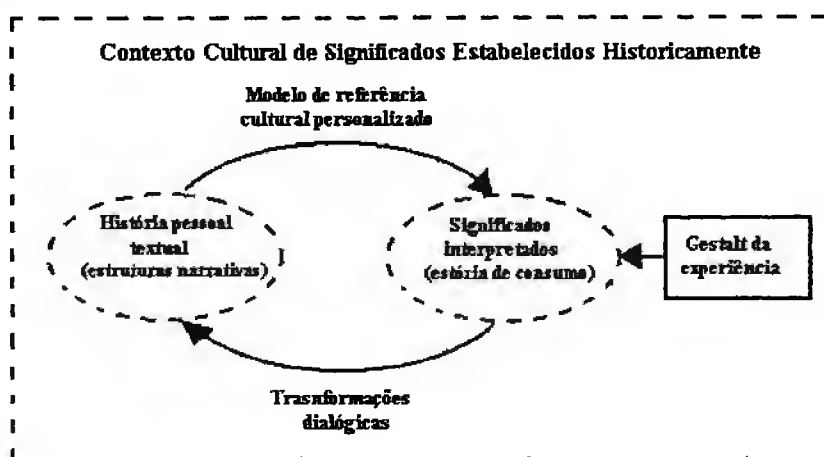 Contexto Cultural de Significados Estabelecidos Historicamente
Modelo de referência
cultural personalizado
História pessoal
textual
(estruturas narrativas)
Significados
interpretados
(estória de consumo)
Gestalt da
experiência
Trasnformações
dialógicas